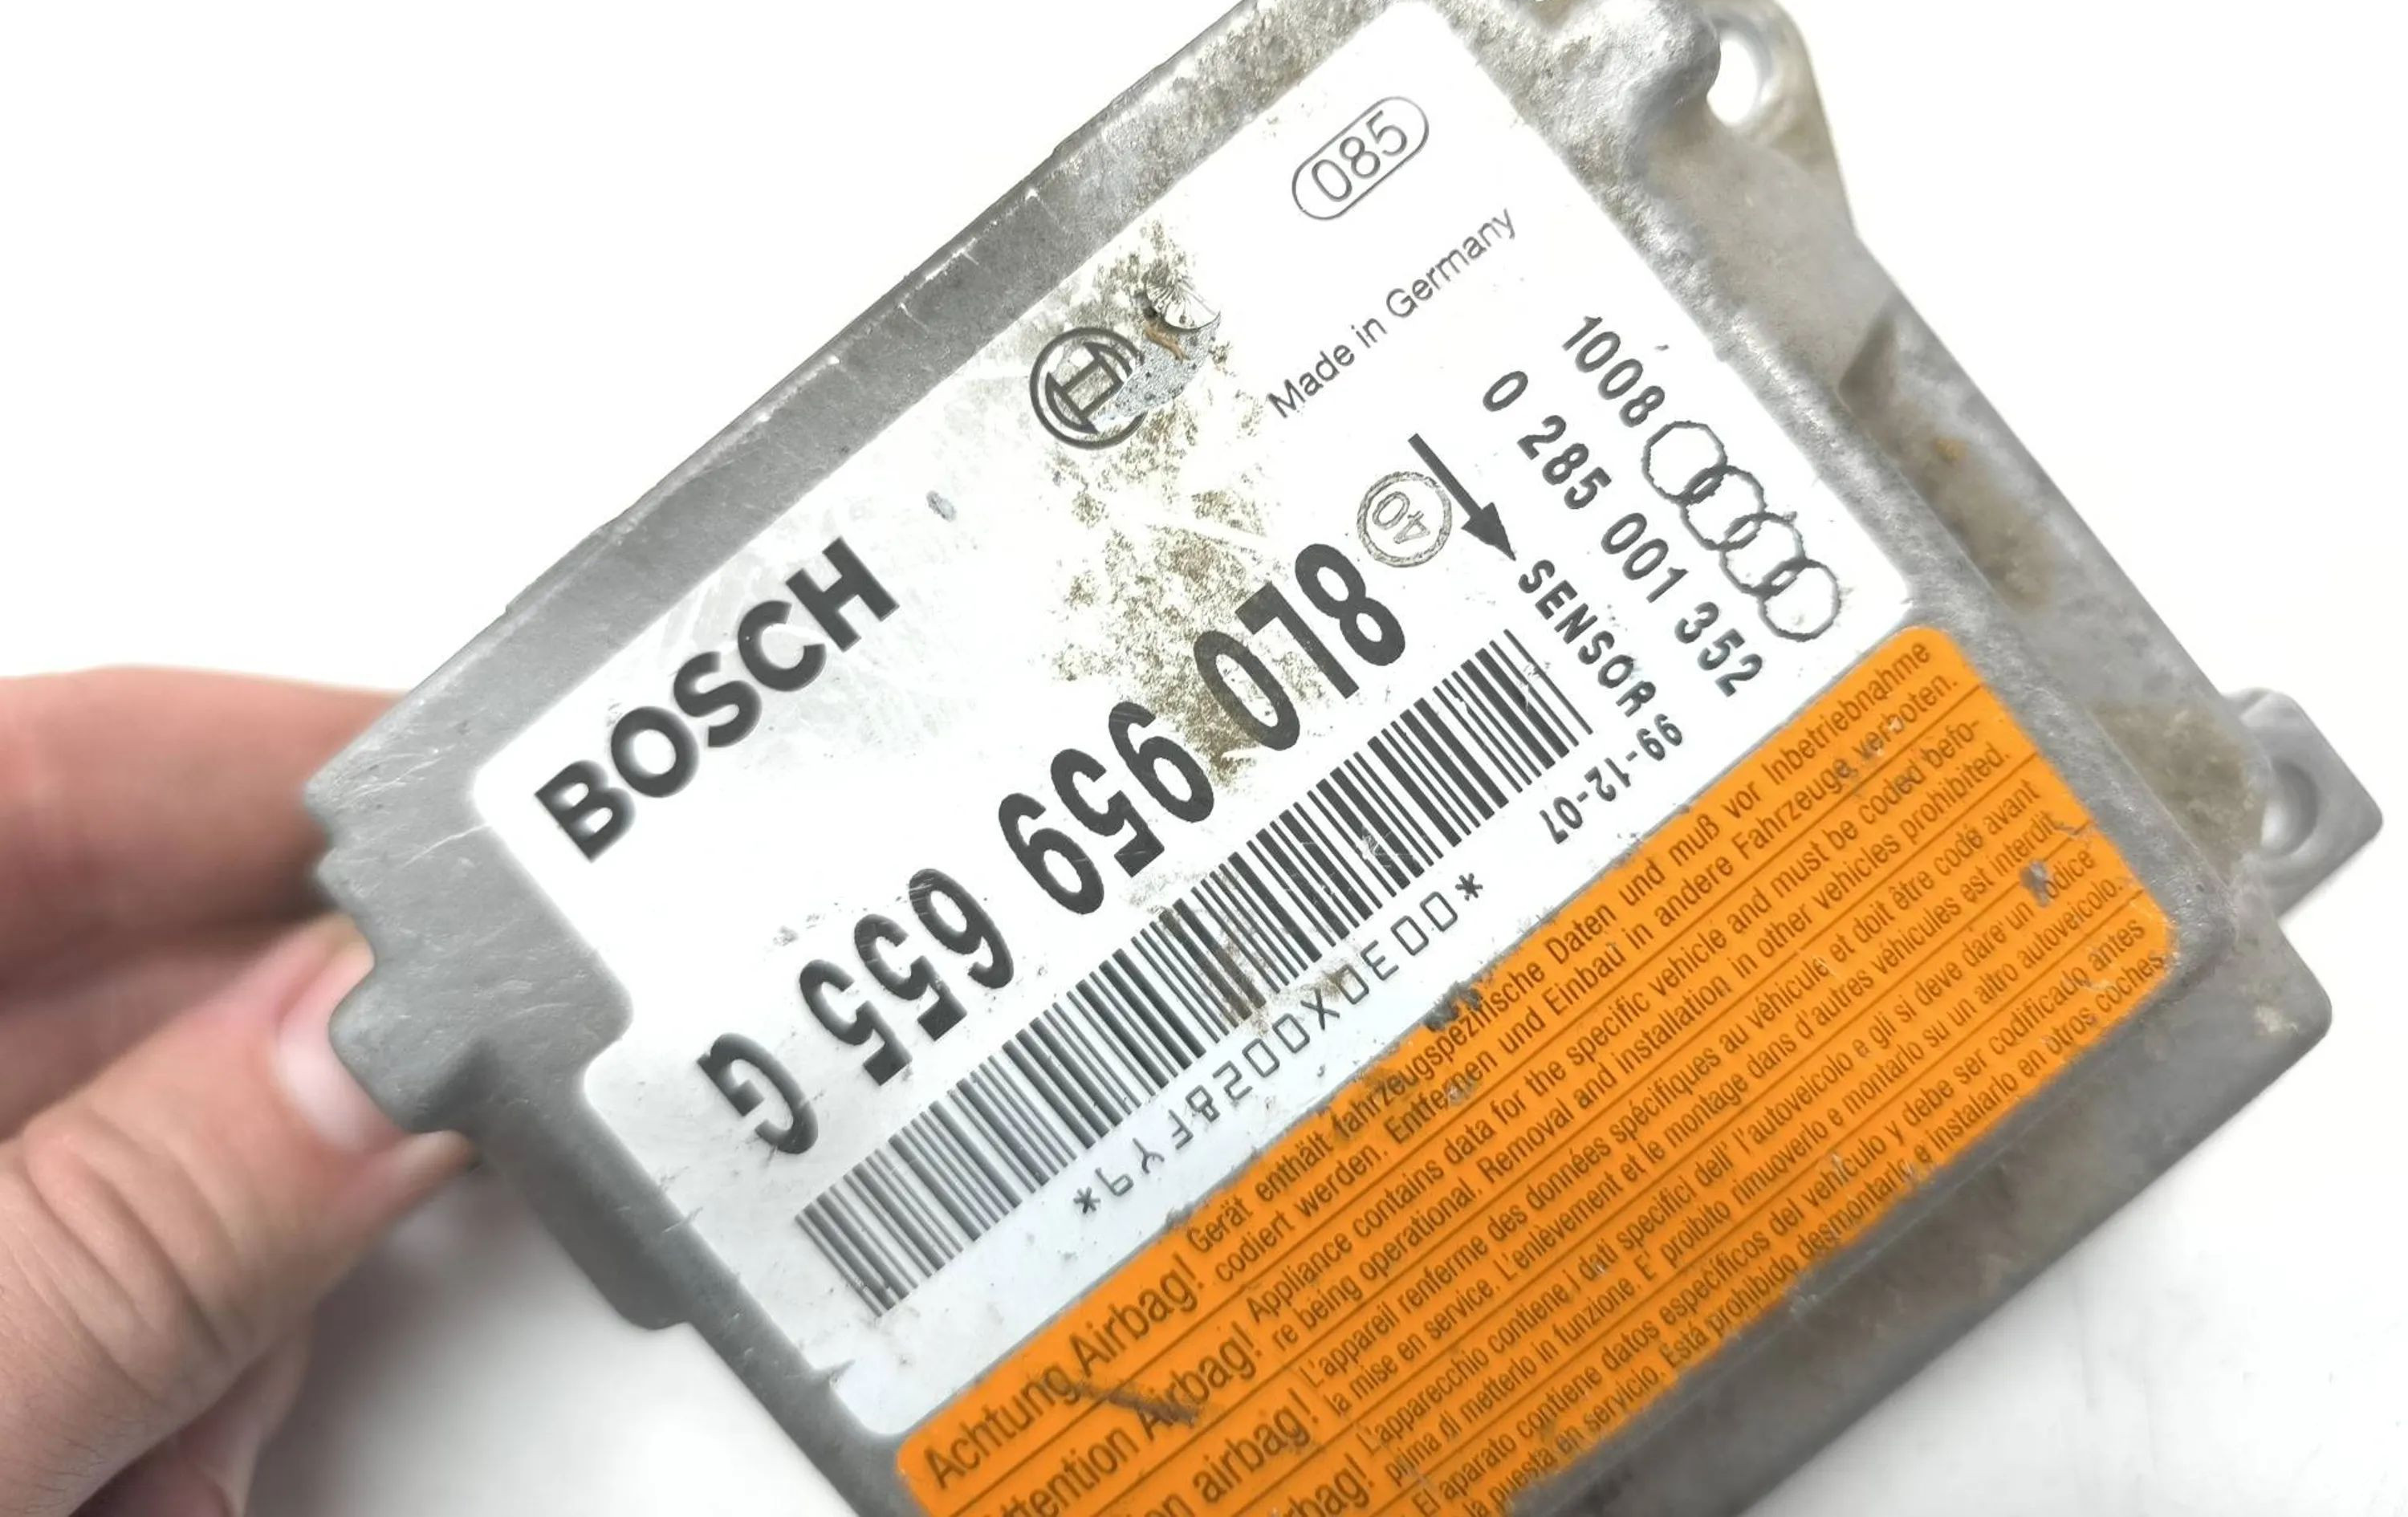 085
BOSCH
Made in Germany
1008
0 285 001 352
SENSOR
40
8L0 959 655 G
99-12-07
*0030X0028FY9*
Achtung Airbag! Gerät enthält fahrzeugspezifische Daten und muß vor Inbetriebnahme
codiert werden. Entfernen und Einbau in andere Fahrzeuge verboten.
ttention Airbag! Appliance contains data for the specific vehicle and must be coded befo-
re being operational. Removal and installation in other vehicles prohibited.
on airbag! L'appareil renferme des données spécifiques au véhicule et doit être codé avant
la mise en service. L'enlèvement et le montage dans d'autres véhicules est interdit.
rbag! L'apparecchio contiene i dati specifici dell' l'autoveicolo e gli si deve dare un codice
prima di metterlo in funzione. E' proibito rimuoverlo e montarlo su un altro autoveicolo.
El aparato contiene datos específicos del vehículo y debe ser codificado antes
la puesta en servicio. Está prohibido desmontarlo e instalarlo en otros coches.